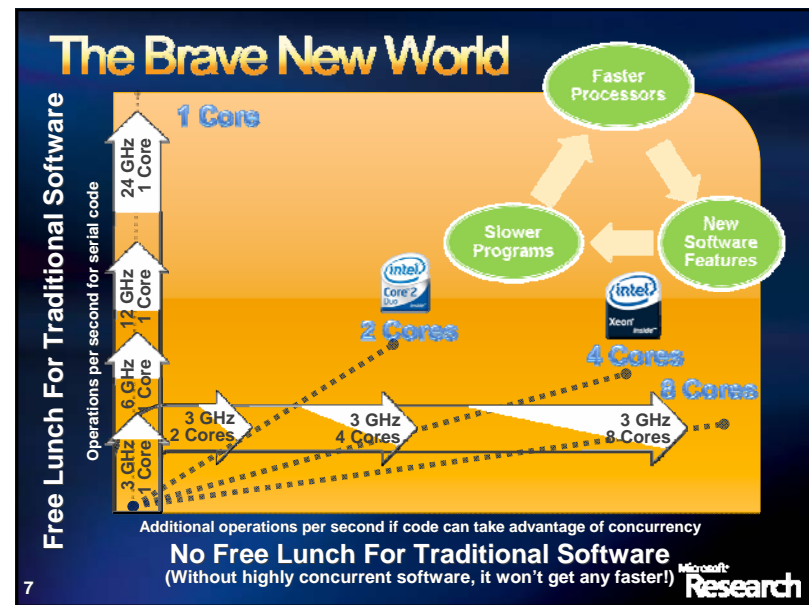 The Brave New World
Faster
Processors
New
Software
Features
Slower
Programs
Free Lunch For Traditional Software
Operations per second for serial code
1 Core
24 GHz
1 Core
12 GHz
1 Core
6 GHz
1 Core
3 GHz
1 Core
intel
Core 2
Duo
inside™
2 Cores
intel
Xeon®
inside™
4 Cores
8 Cores
3 GHz
2 Cores
3 GHz
4 Cores
3 GHz
8 Cores
Additional operations per second if code can take advantage of concurrency
No Free Lunch For Traditional Software
(Without highly concurrent software, it won't get any faster!)
7
Microsoft®
Research